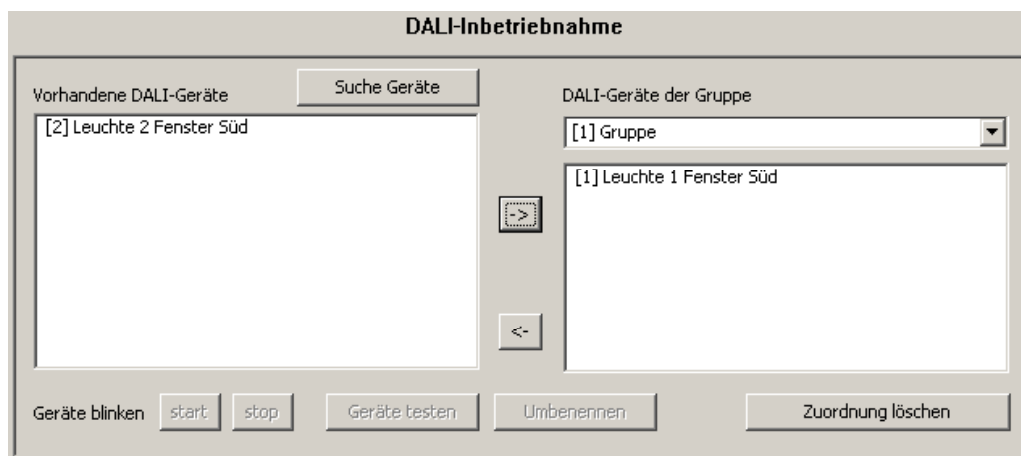 DALI-Inbetriebnahme
Vorhandene DALI-Geräte
Suche Geräte
[2] Leuchte 2 Fenster Süd
DALI-Geräte der Gruppe
[1] Gruppe
[1] Leuchte 1 Fenster Süd
->
<-
Geräte blinken
start
stop
Geräte testen
Umbenennen
Zuordnung löschen